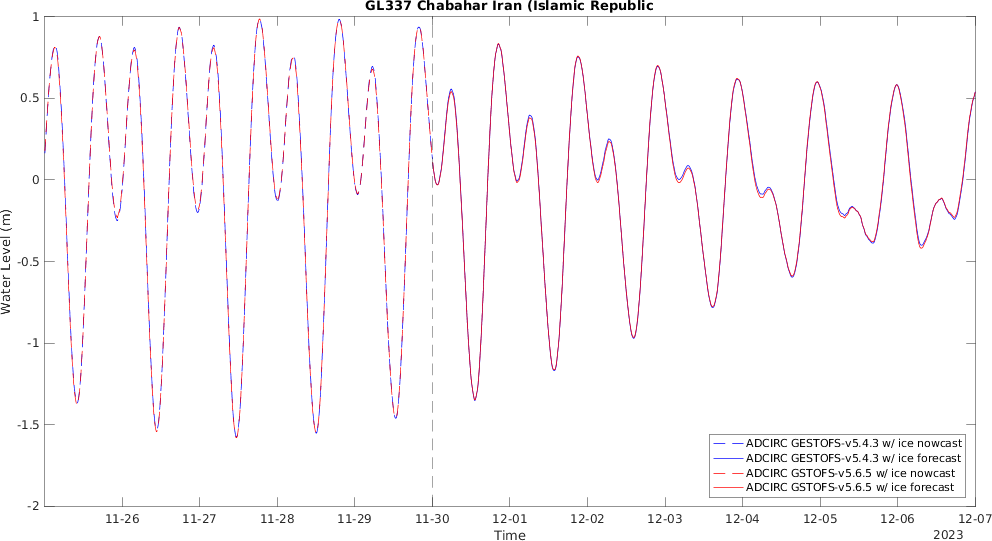 GL337 Chabahar Iran (Islamic Republic
1
0.5
0
-0.5
-1
-1.5
-2
Water Level (m)
11-26 11-27 11-28 11-29 11-30 12-01 12-02 12-03 12-04 12-05 12-06 12-07
Time
2023
ADCIRC GESTOFS-v5.4.3 w/ ice nowcast
ADCIRC GESTOFS-v5.4.3 w/ ice forecast
ADCIRC GSTOFS-v5.6.5 w/ ice nowcast
ADCIRC GSTOFS-v5.6.5 w/ ice forecast